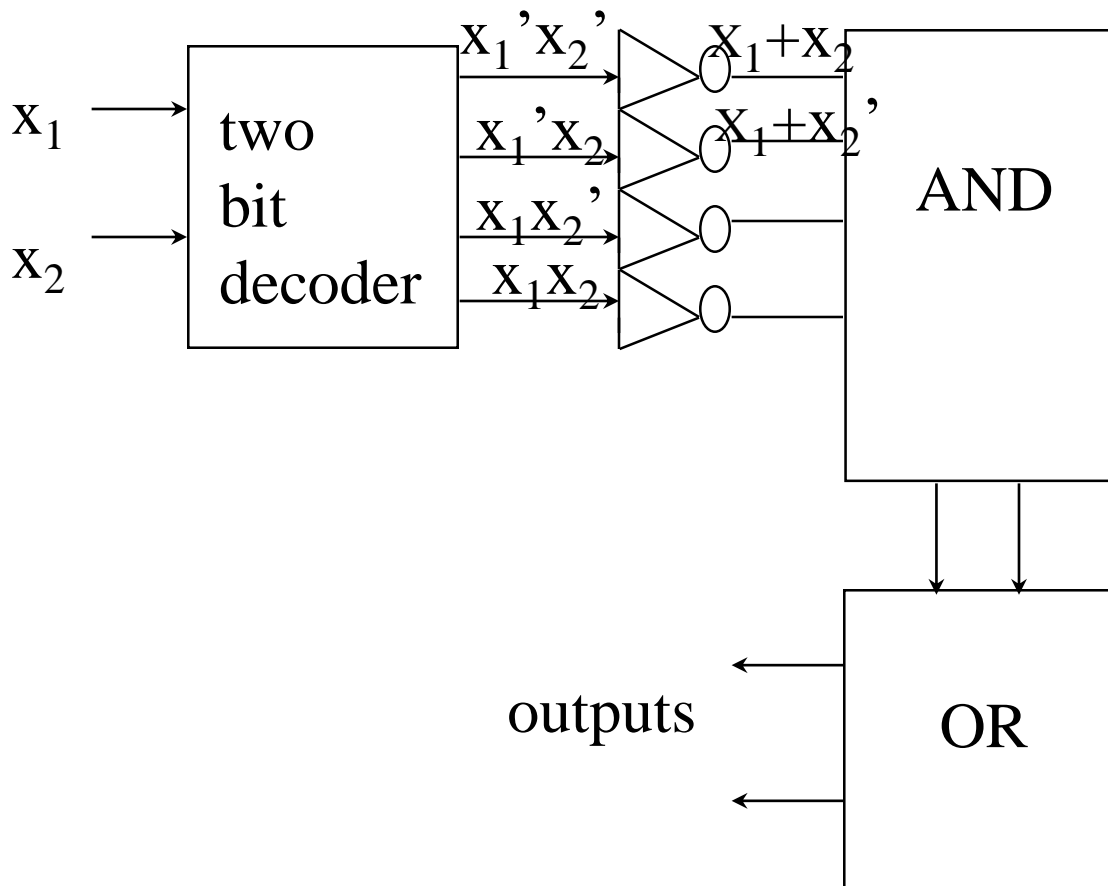 x₁
x₂
two
bit
decoder
x₁’x₂’
x₁’x₂
x₁x₂’
x₁x₂
x₁+x₂
x₁+x₂’
AND
OR
outputs